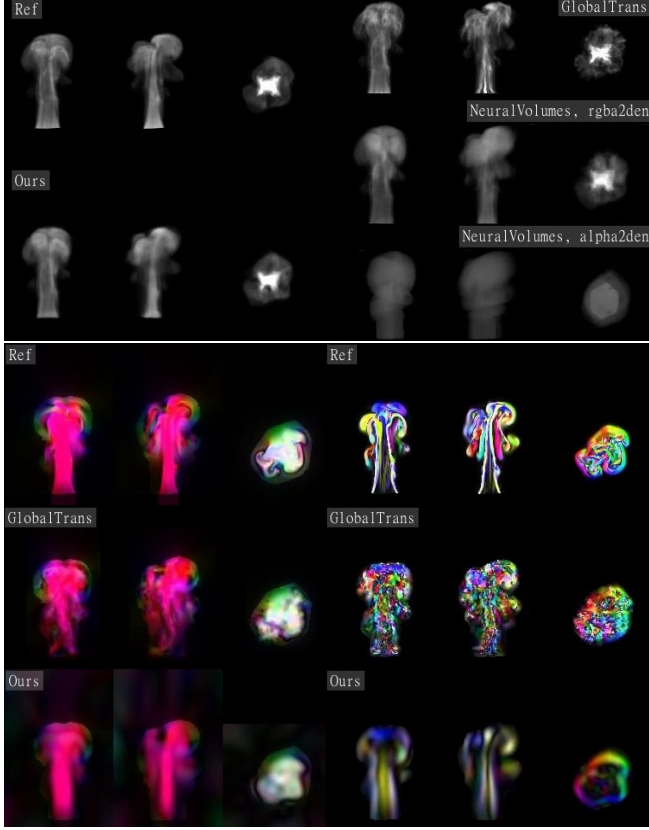 Ref
GlobalTrans
NeuralVolumes, rgba2den
Ours
NeuralVolumes, alpha2den
Ref
Ref
GlobalTrans
GlobalTrans
Ours
Ours